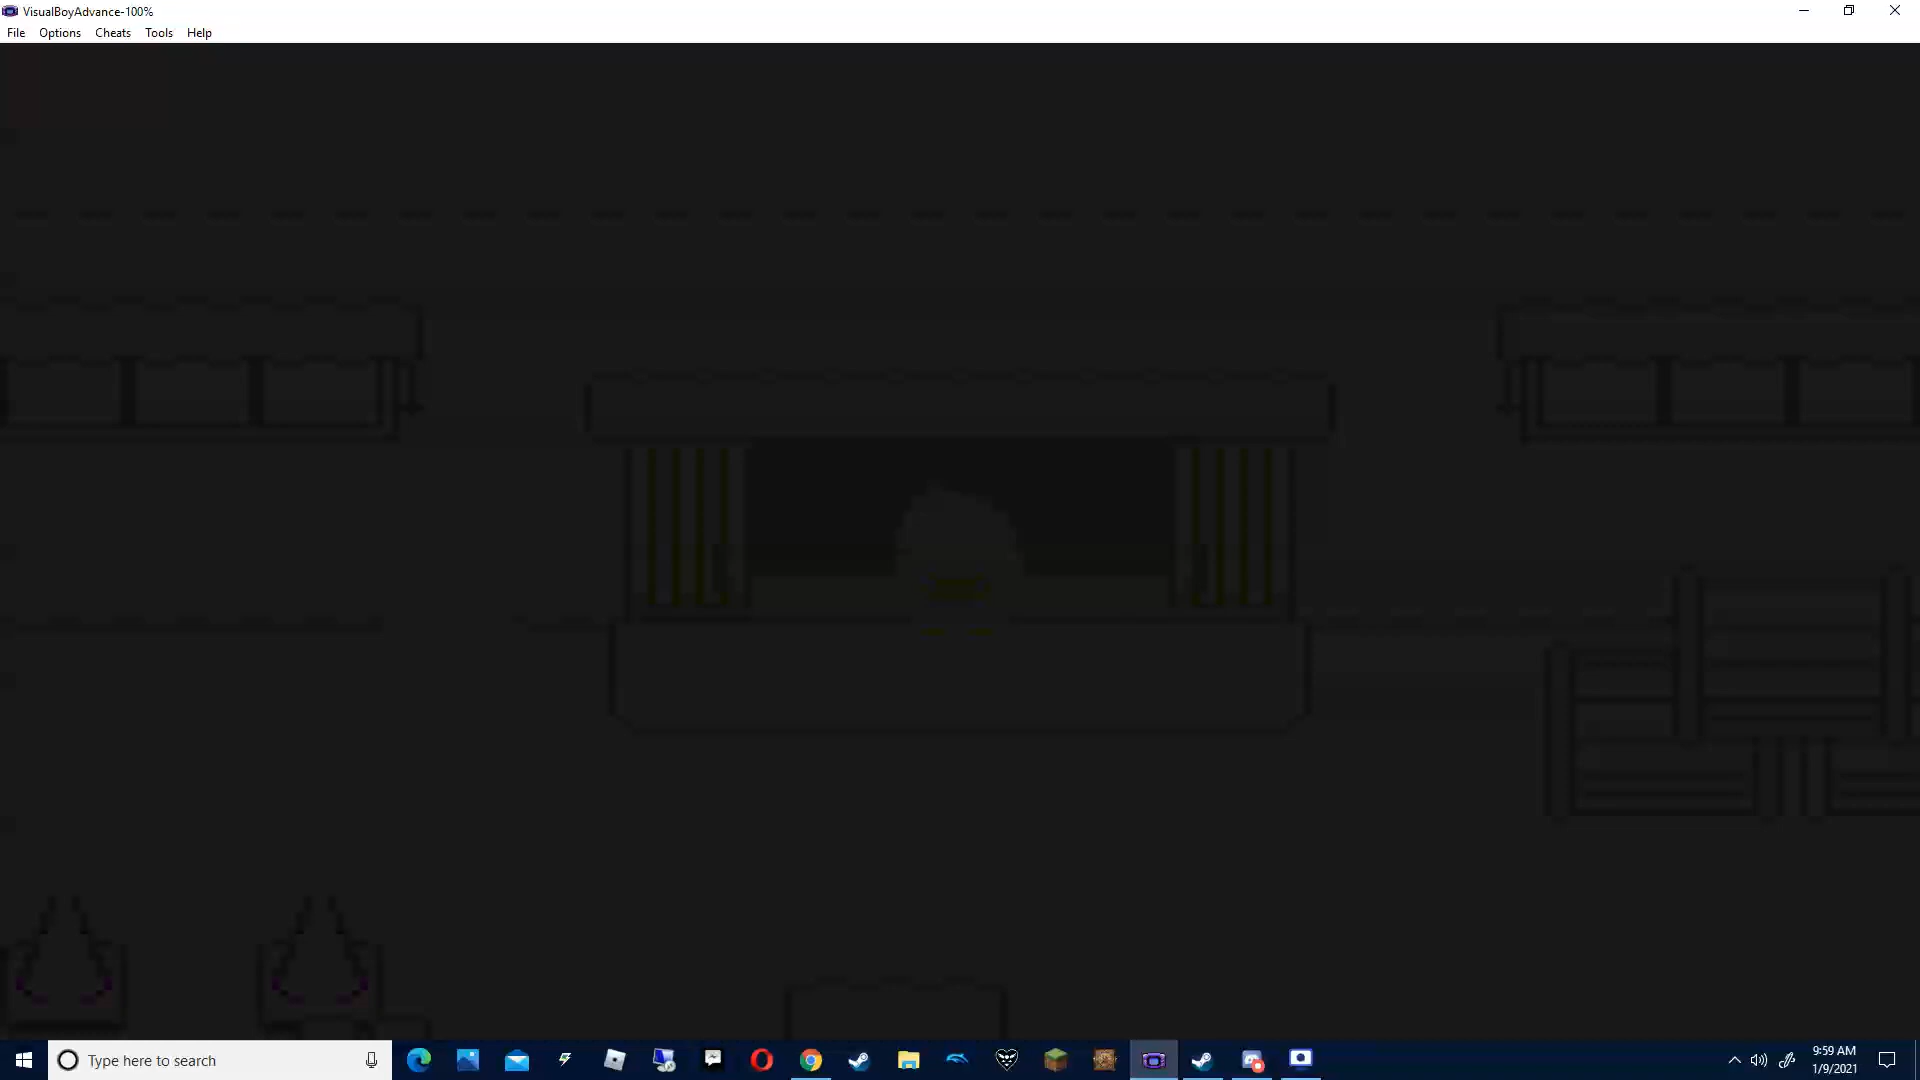 VisualBoyAdvance-100%
File Options Cheats Tools Help
Type here to search
9:59 AM
1/9/2021